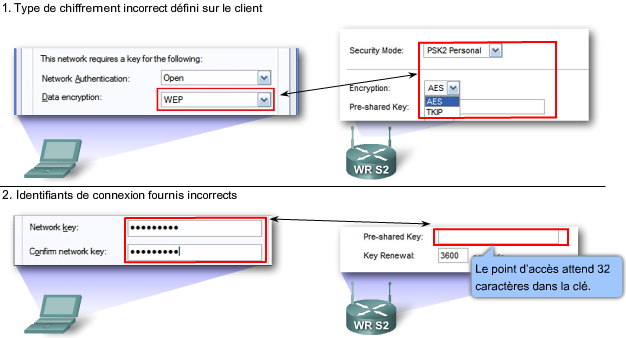 1. Type de chiffrement incorrect défini sur le client
This network requires a key for the following:
Network Authentication: Open
Data encryption: WEP
Security Mode: PSK2 Personal
Encryption: AES
AES
Pre-shared Key:
TKIP
WR S2
2. Identifiants de connexion fournis incorrects
Network key: •••••••••
Confirm network key: •••••••••
Pre-shared Key:
Key Renewal: 3600
Le point d'accès attend 32
caractères dans la clé.
WR S2